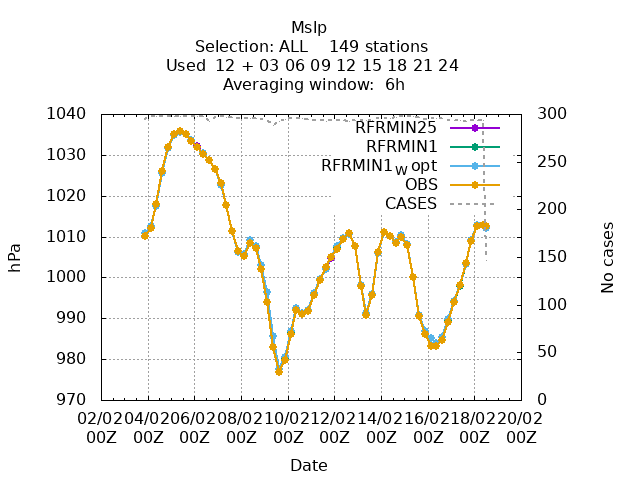 Mslp
Selection: ALL    149 stations
Used  12 + 03 06 09 12 15 18 21 24
Averaging window:  6h
1040
1030
1020
1010
1000
990
980
970
hPa
300
250
200
150
100
50
0
No cases
RFRMIN25
RFRMIN1
RFRMIN1w opt
OBS
CASES
02/02 04/02 06/02 08/02 10/02 12/02 14/02 16/02 18/02 20/02
00Z 00Z 00Z 00Z 00Z 00Z 00Z 00Z 00Z 00Z
Date